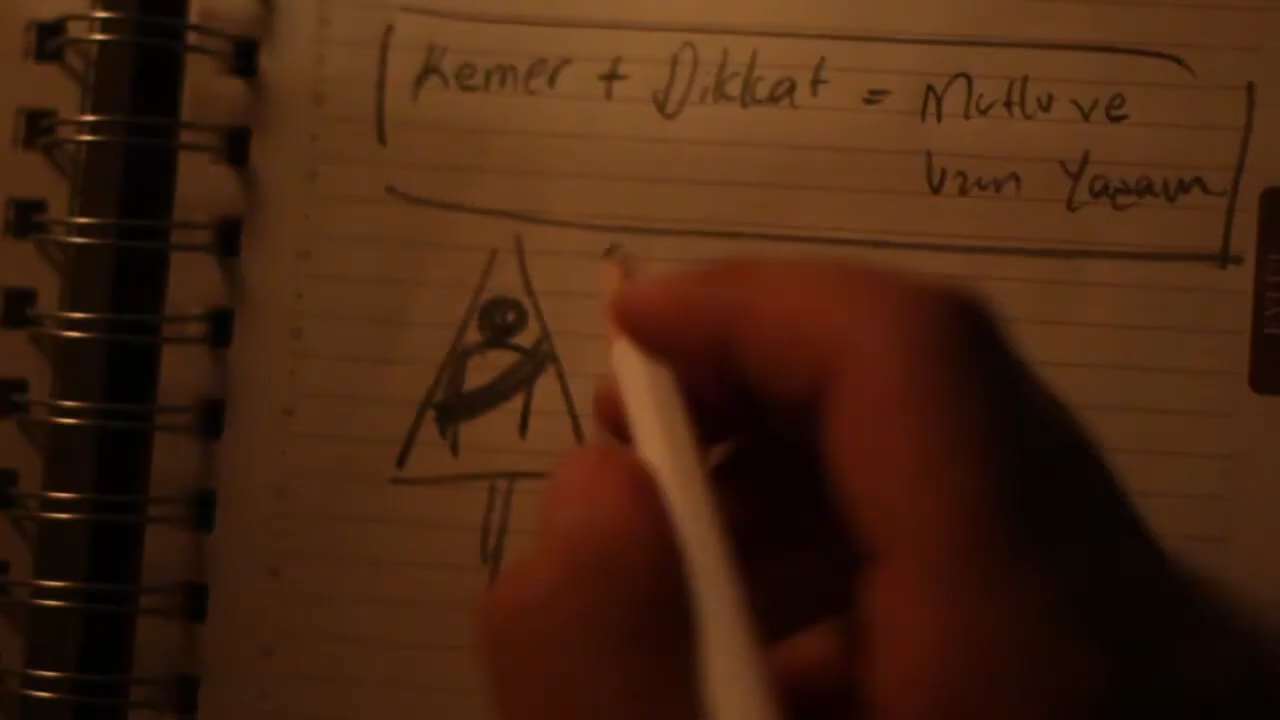 Kemer + Dikkat = Mutlu ve
Uzun Yaşam